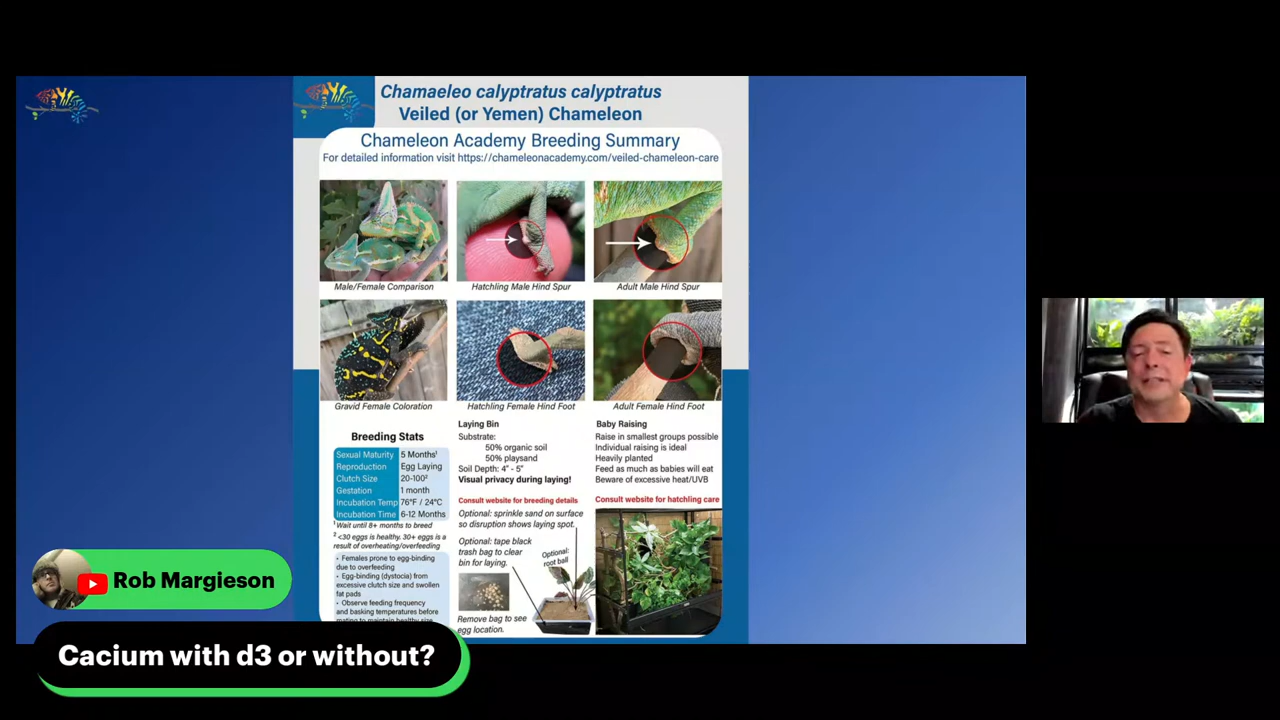 Chamaeleo calyptratus calyptratus
Veiled (or Yemen) Chameleon
Chameleon Academy Breeding Summary
For detailed information visit https://chameleonacademy.com/veiled-chameleon-care
Male/Female Comparison
Hatchling Male Hind Spur
Adult Male Hind Spur
Gravid Female Coloration
Hatchling Female Hind Foot
Adult Female Hind Foot
Breeding Stats
Sexual Maturity 5 Months¹
Reproduction Egg Laying
Clutch Size 20-100²
Gestation 1 month
Incubation Temp 76°F / 24°C
Incubation Time 6-12 Months
¹Wait until 8+ months to breed
² <30 eggs is healthy. 30+ eggs is a
result of overheating/overfeeding
• Females prone to egg-binding
due to overfeeding
• Egg-binding (dystocia) from
excessive clutch size and swollen
fat pads
• Observe feeding frequency
and basking temperatures before
mating to maintain healthy size
Laying Bin
Substrate:
50% organic soil
50% playsand
Soil Depth: 4" - 5"
Visual privacy during laying!
Consult website for breeding details
Optional: sprinkle sand on surface
so disruption shows laying spot.
Optional: tape black
trash bag to clear
bin for laying.
Optional:
root ball
Remove bag to see
egg location.
Baby Raising
Raise in smallest groups possible
Individual raising is ideal
Heavily planted
Feed as much as babies will eat
Beware of excessive heat/UVB
Consult website for hatchling care
Rob Margieson
Cacium with d3 or without?